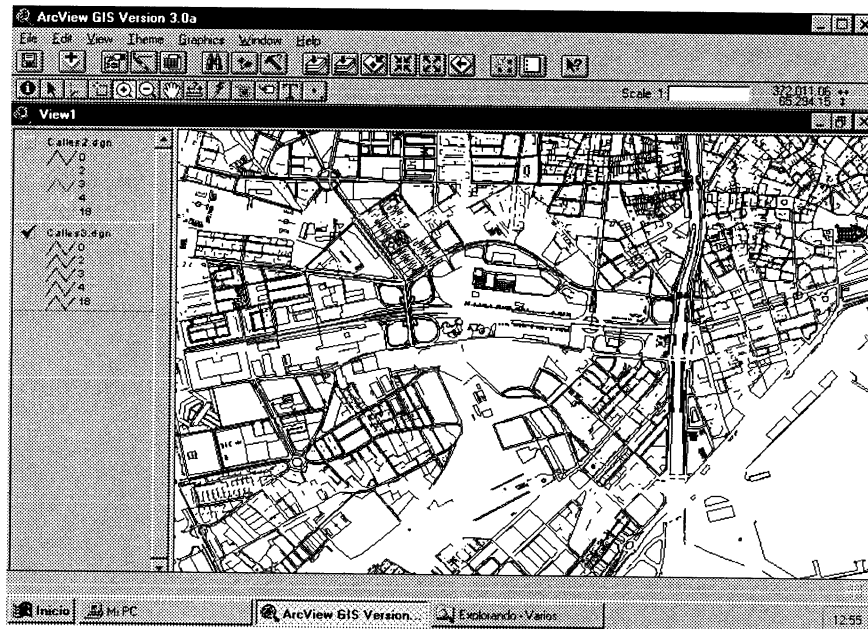 ArcView GIS Version 3.0a
File Edit View Theme Graphics Window Help
Scale 1:
372,011.06
65,294.15
View1
Calles2.dgn
0
2
3
4
18
Calles3.dgn
0
2
3
4
18
Inicio
Mi PC
ArcView GIS Version...
Explorando - Varios
12:55